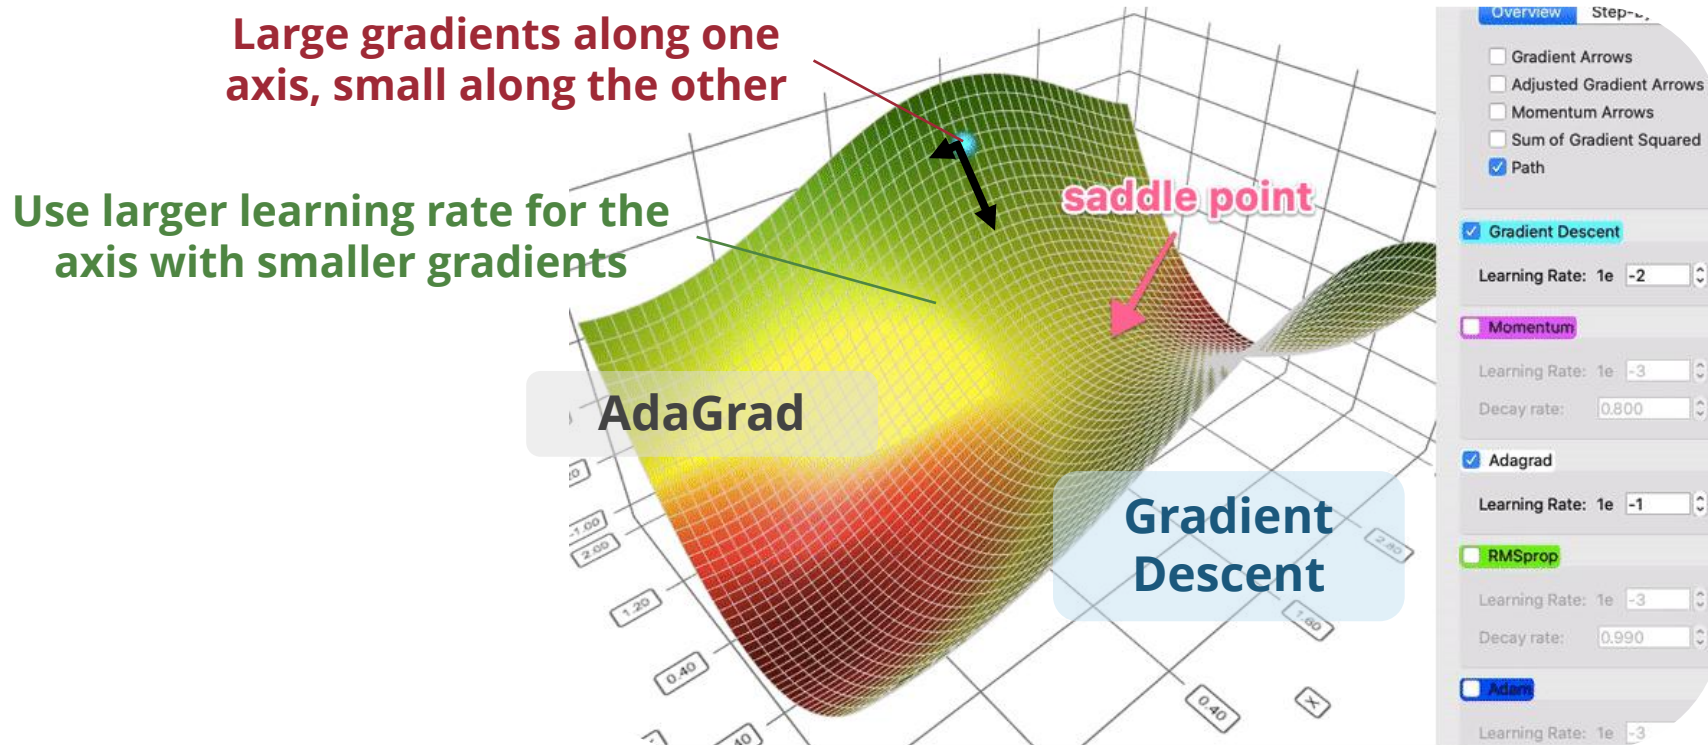 Large gradients along one
axis, small along the other
Use larger learning rate for the
axis with smaller gradients
saddle point
AdaGrad
Gradient
Descent
-1.00
2.00
1.20
0.40
0.40
1.60
2.80
X
Overview
Gradient Arrows
Adjusted Gradient Arrows
Momentum Arrows
Sum of Gradient Squared
Path
Gradient Descent
Learning Rate: 1e -2
Momentum
Learning Rate: 1e -3
Decay rate: 0.800
Adagrad
Learning Rate: 1e -1
RMSprop
Learning Rate: 1e -3
Decay rate: 0.990
Adam
Learning Rate: 1e -3